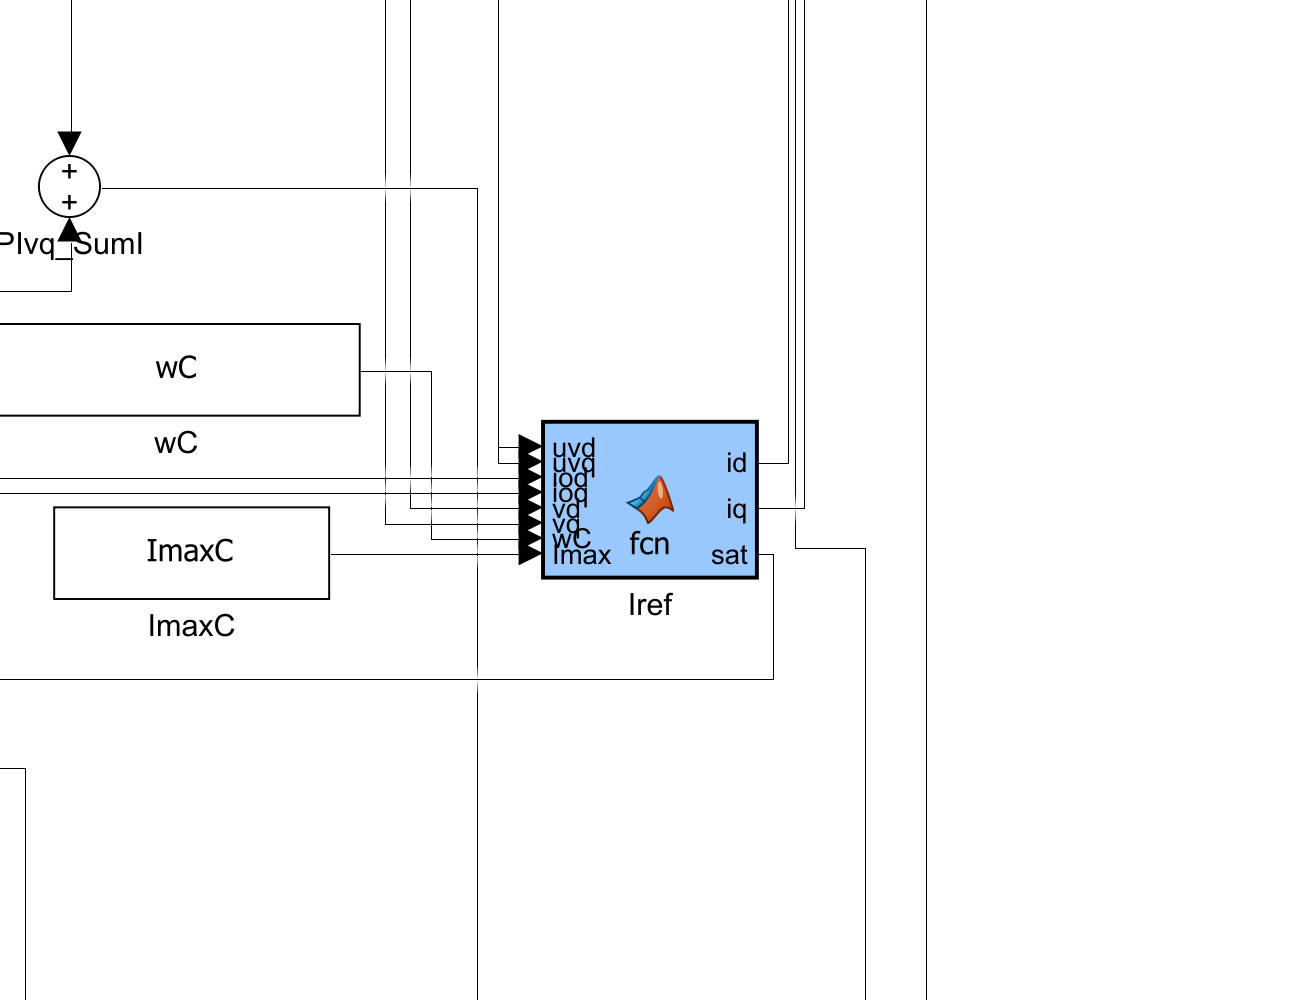 +
+
PIvq_SumI
wC
wC
ImaxC
ImaxC
uvd
uvq
iod
ioq
vd
vq
wC
Imax
fcn
id
iq
sat
Iref